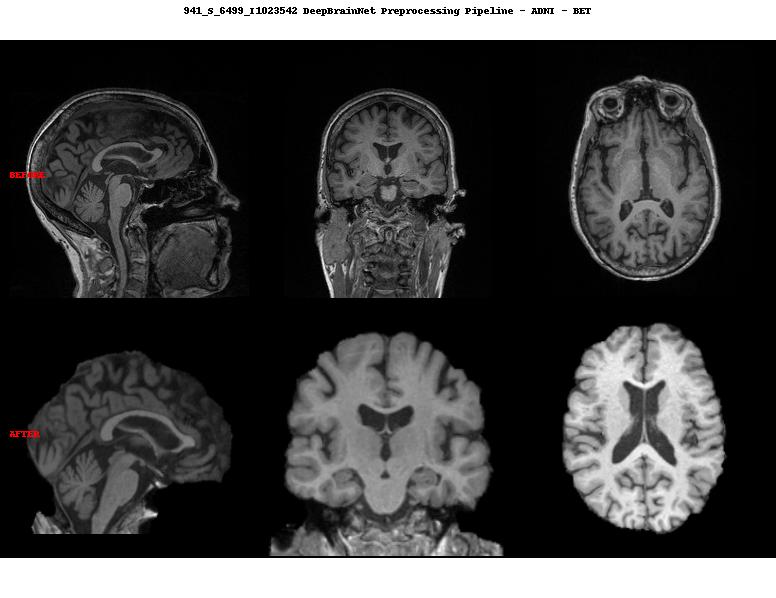 941_S_6499_I1023542 DeepBrainNet Preprocessing Pipeline - ADNI - BET
BEFORE
AFTER